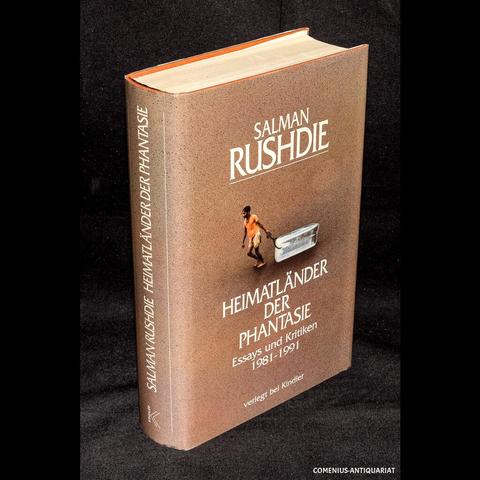 SALMAN
RUSHDIE
HEIMATLÄNDER
DER
PHANTASIE
Essays und Kritiken
1981-1991
verlegt bei Kindler
SALMAN RUSHDIE HEIMATLÄNDER DER PHANTASIE
COMENIUS-ANTIQUARIAT